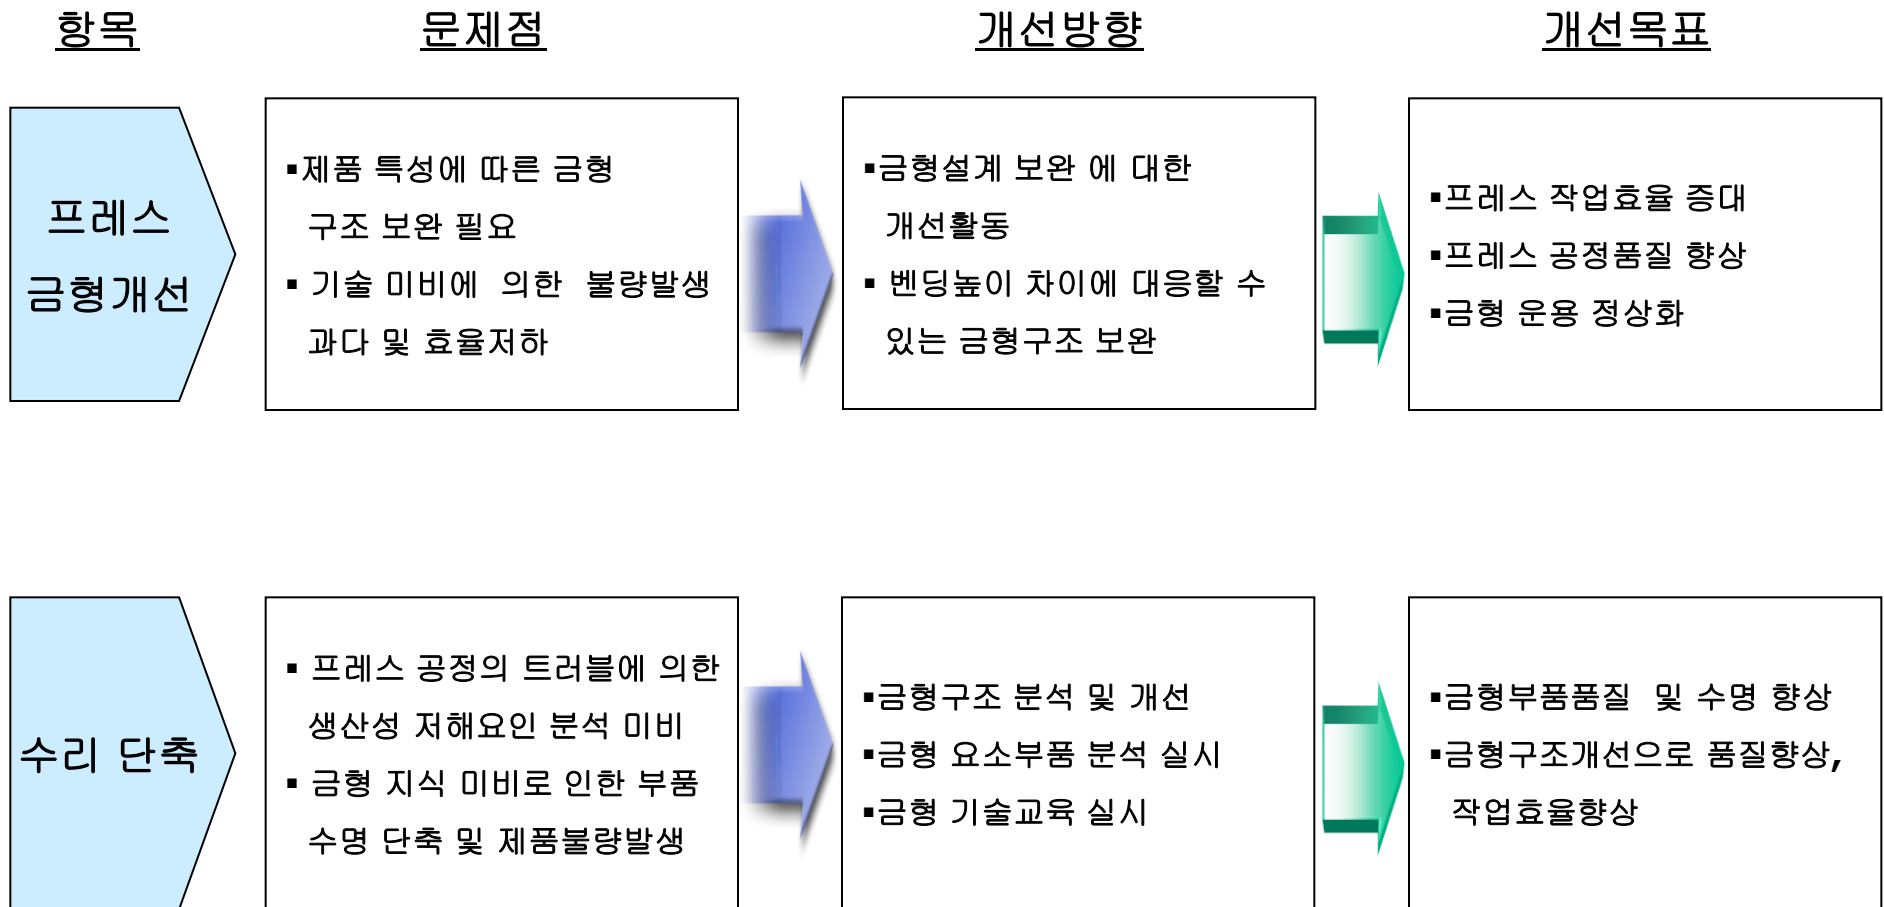 항목
문제점
개선방향
개선목표
프레스
금형개선
▪제품 특성에 따른 금형
구조 보완 필요
▪ 기술 미비에 의한 불량발생
과다 및 효율저하
▪금형설계 보완 에 대한
개선활동
▪ 벤딩높이 차이에 대응할 수
있는 금형구조 보완
▪프레스 작업효율 증대
▪프레스 공정품질 향상
▪금형 운용 정상화
수리 단축
▪ 프레스 공정의 트러블에 의한
생산성 저해요인 분석 미비
▪ 금형 지식 미비로 인한 부품
수명 단축 및 제품불량발생
▪금형구조 분석 및 개선
▪금형 요소부품 분석 실시
▪금형 기술교육 실시
▪금형부품품질 및 수명 향상
▪금형구조개선으로 품질향상,
작업효율향상